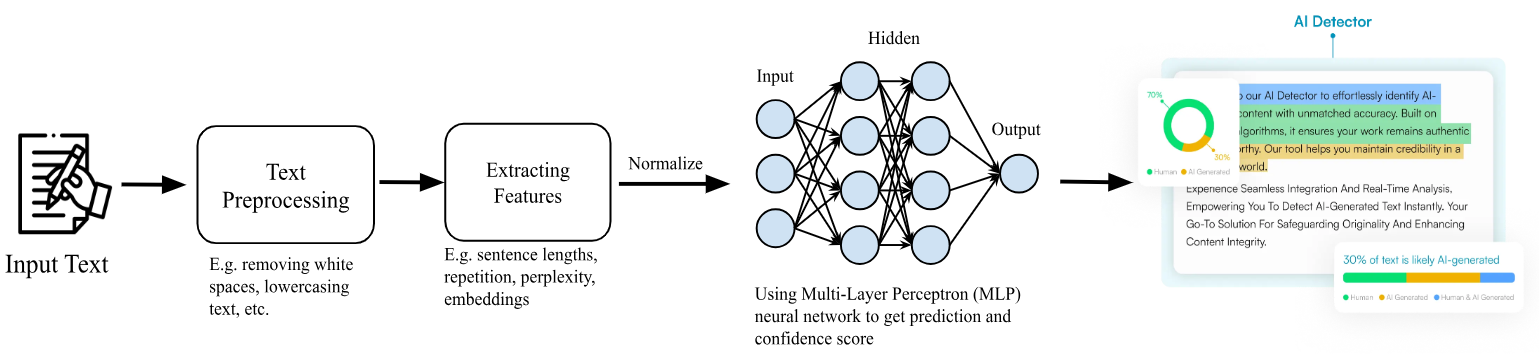 Input Text
Text
Preprocessing
E.g. removing white
spaces, lowercasing
text, etc.
Extracting
Features
E.g. sentence lengths,
repetition, perplexity,
embeddings
Normalize
Input
Hidden
Output
Using Multi-Layer Perceptron (MLP)
neural network to get prediction and
confidence score
AI Detector
70%
30%
Human AI Generated
o our AI Detector to effortlessly identify AI-
content with unmatched accuracy. Built on
lgorithms, it ensures your work remains authentic
orthy. Our tool helps you maintain credibility in a
world.
Experience Seamless Integration And Real-Time Analysis,
Empowering You To Detect AI-Generated Text Instantly. Your
Go-To Solution For Safeguarding Originality And Enhancing
Content Integrity.
30% of text is likely AI-generated
Human AI Generated Human & AI Generated